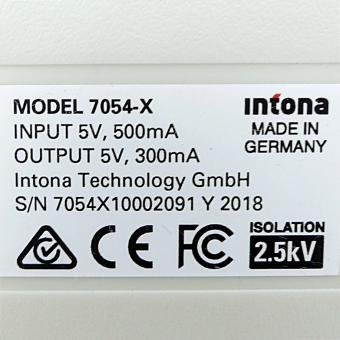 MODEL 7054-X
intona
INPUT 5V, 500mA
MADE IN
OUTPUT 5V, 300mA
GERMANY
Intona Technology GmbH
S/N 7054X10002091 Y 2018
CE FC
ISOLATION
2.5kV